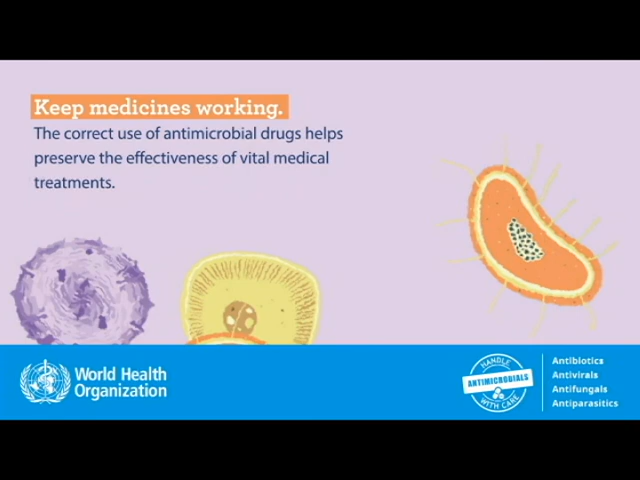 Keep medicines working.
The correct use of antimicrobial drugs helps
preserve the effectiveness of vital medical
treatments.
World Health
Organization
HANDLE
ANTIMICROBIALS
WITH CARE
Antibiotics
Antivirals
Antifungals
Antiparasitics